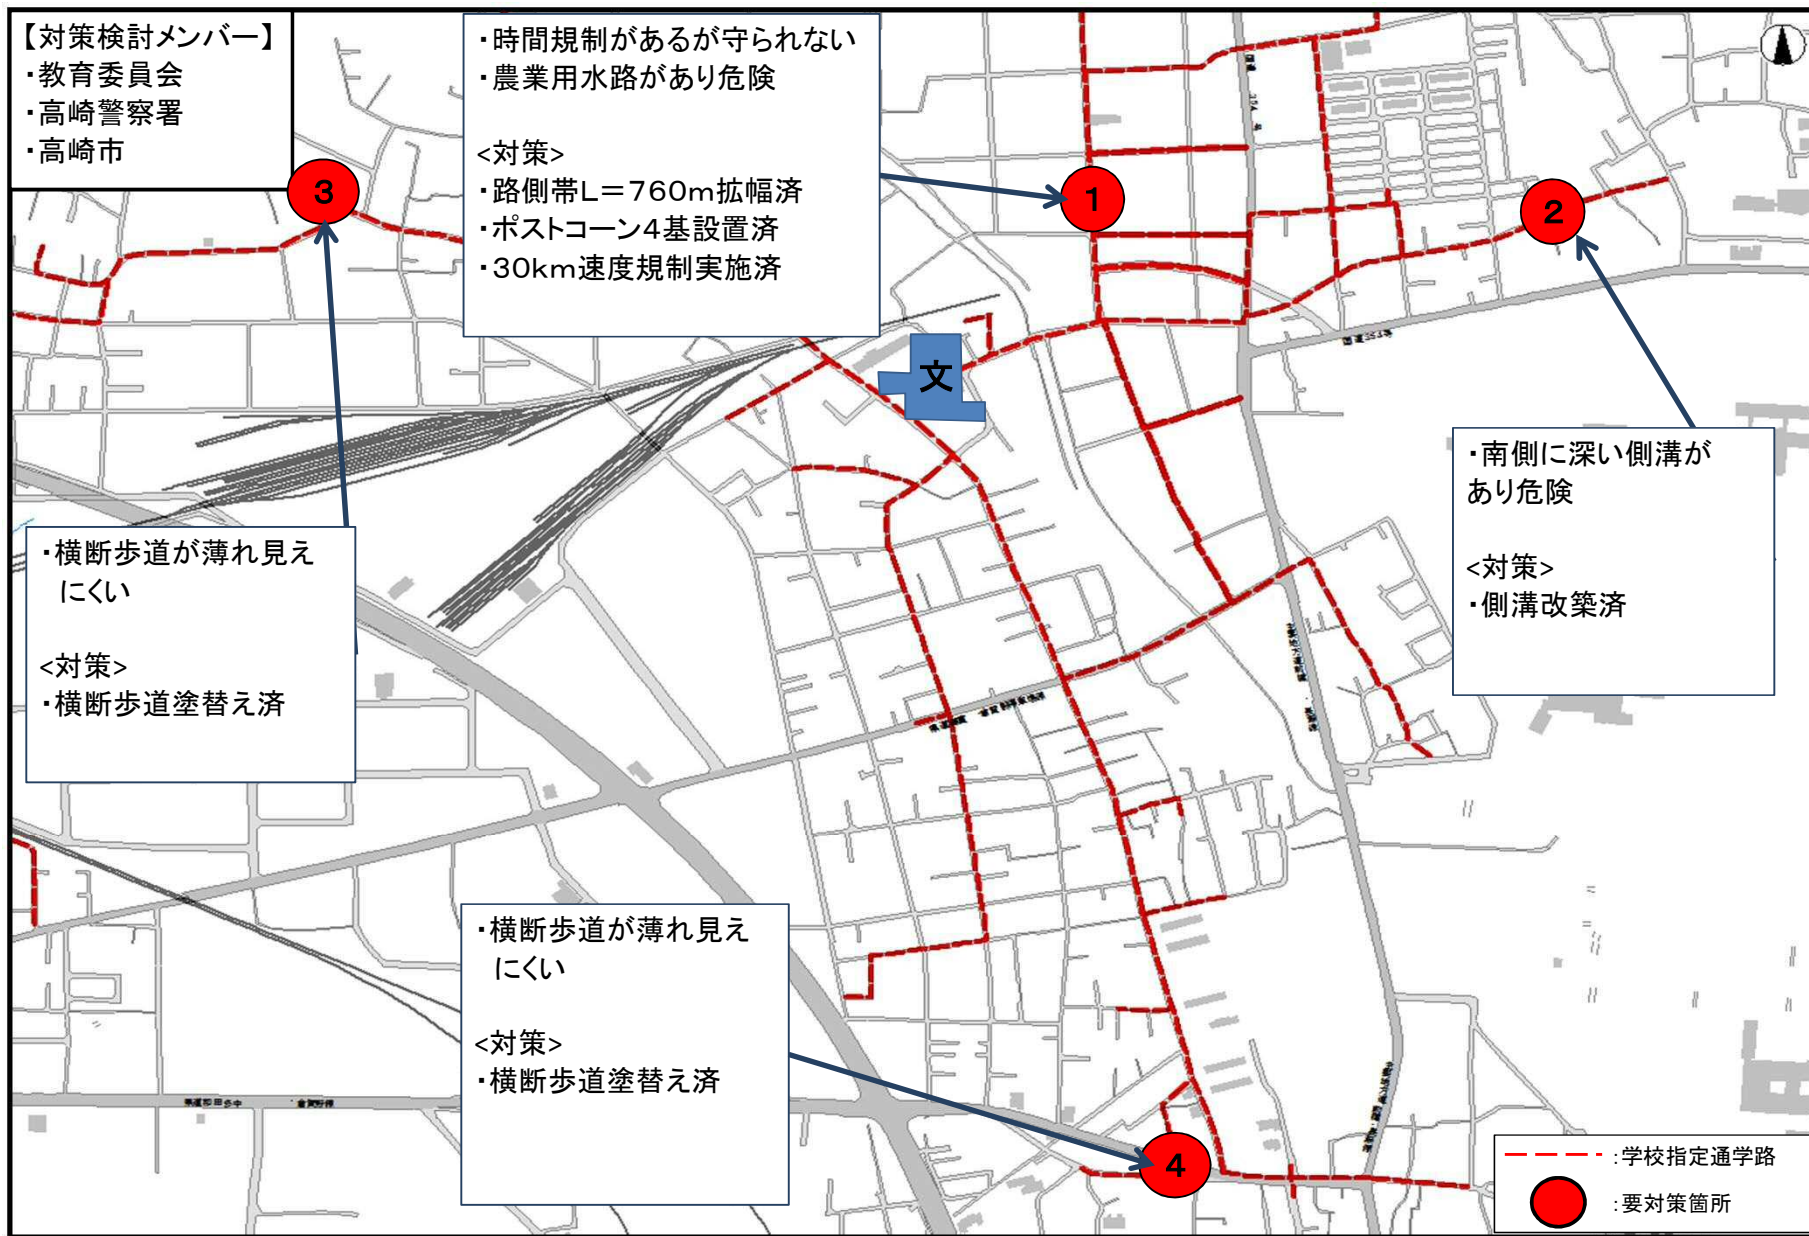 【対策検討メンバー】
・教育委員会
・高崎警察署
・高崎市
・時間規制があるが守られない
・農業用水路があり危険
<対策>
・路側帯L=760m拡幅済
・ポストコーン4基設置済
・30km速度規制実施済
1
2
3
文
国道354号
・南側に深い側溝が
あり危険
<対策>
・側溝改築済
・横断歩道が薄れ見え
にくい
<対策>
・横断歩道塗替え済
・横断歩道が薄れ見え
にくい
<対策>
・横断歩道塗替え済
4
:学校指定通学路
:要対策箇所